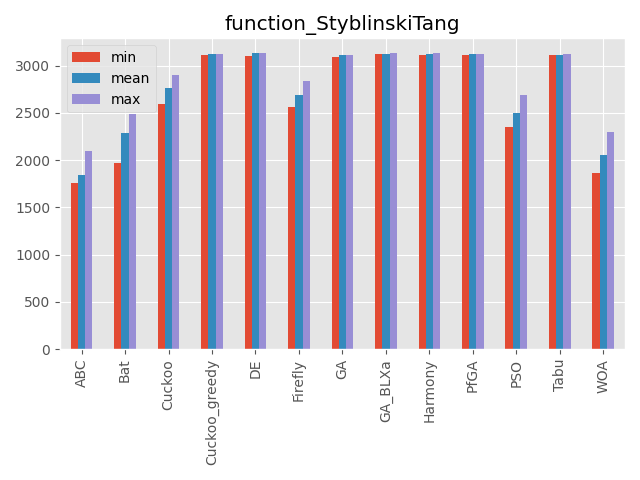 function_StyblinskiTang
min
mean
max
3000
2500
2000
1500
1000
500
0
ABC
Bat
Cuckoo
Cuckoo_greedy
DE
Firefly
GA
GA_BLXa
Harmony
PfGA
PSO
Tabu
WOA